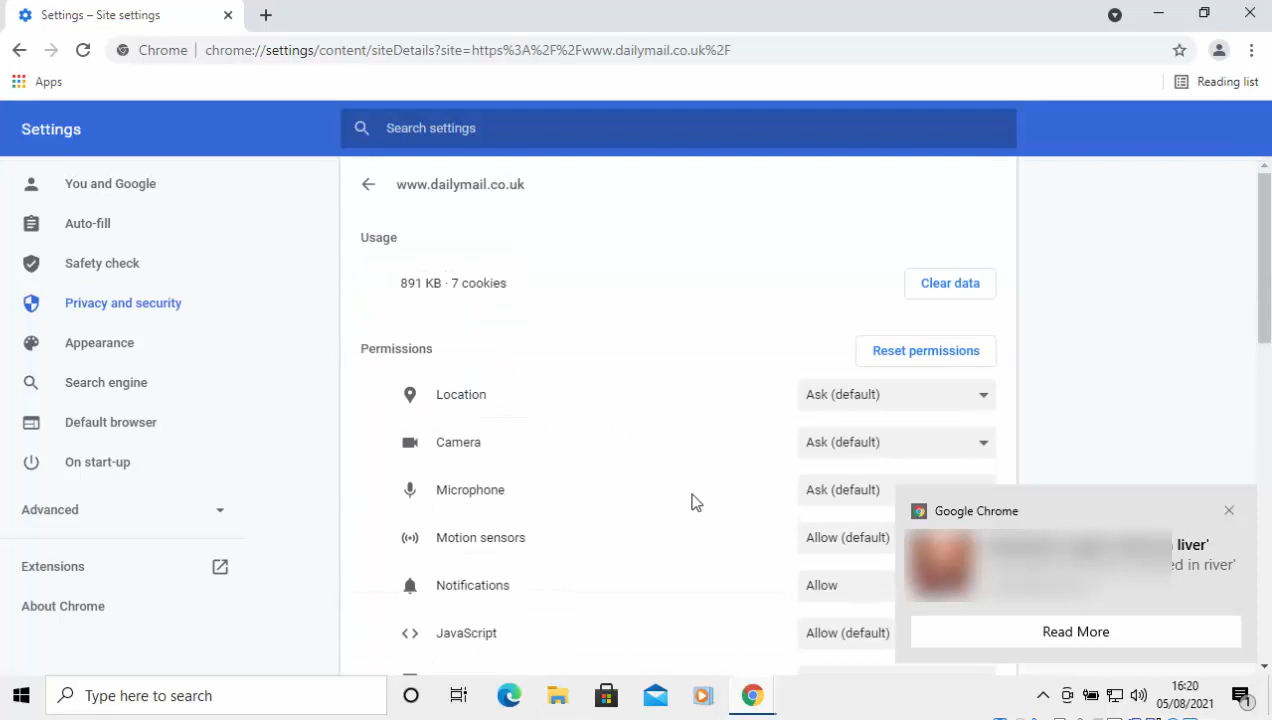 Settings – Site settings
Chrome
chrome://settings/content/siteDetails?site=https%3A%2F%2Fwww.dailymail.co.uk%2F
Apps
Reading list
Settings
Search settings
You and Google
Auto-fill
Safety check
Privacy and security
Appearance
Search engine
Default browser
On start-up
Advanced
Extensions
About Chrome
www.dailymail.co.uk
Usage
891 KB · 7 cookies
Clear data
Permissions
Reset permissions
Location
Ask (default)
Camera
Ask (default)
Microphone
Ask (default)
Motion sensors
Allow (default)
Notifications
Allow
JavaScript
Allow (default)
Google Chrome
liver'
in river'
Read More
Type here to search
16:20
05/08/2021
1